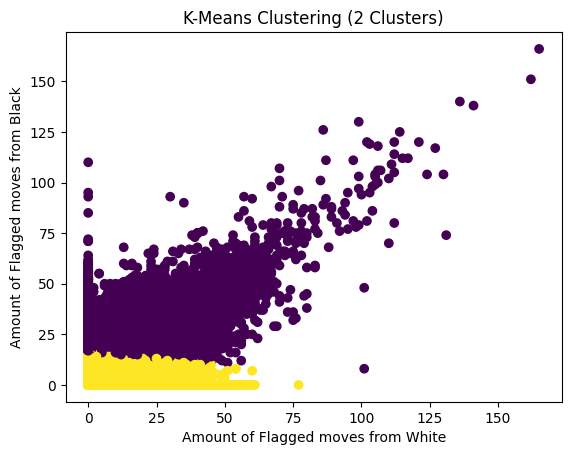 K-Means Clustering (2 Clusters)
Amount of Flagged moves from Black
150
125
100
75
50
25
0
0 25 50 75 100 125 150
Amount of Flagged moves from White